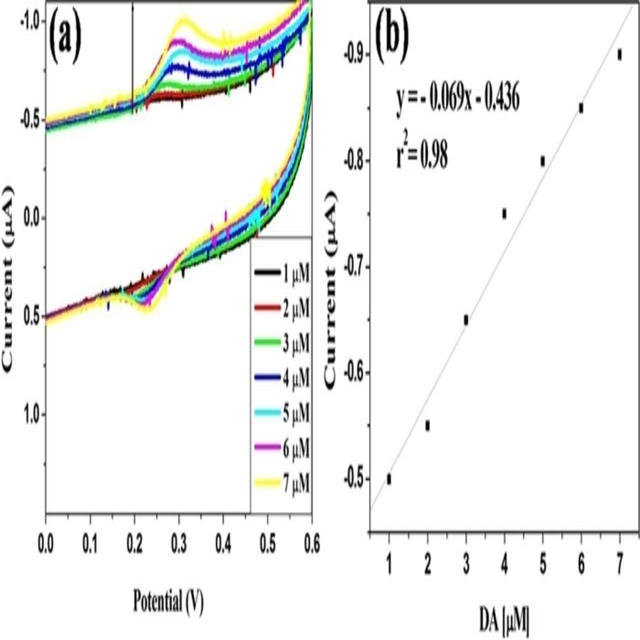 (a)
-1.0
-0.5
0.0
0.5
1.0
Current (μA)
0.0 0.1 0.2 0.3 0.4 0.5 0.6
Potential (V)
1 μM
2 μM
3 μM
4 μM
5 μM
6 μM
7 μM
(b)
y=-0.069x-0.436
r²=0.98
-0.9
-0.8
-0.7
-0.6
-0.5
Current (μA)
1 2 3 4 5 6 7
DA [μM]